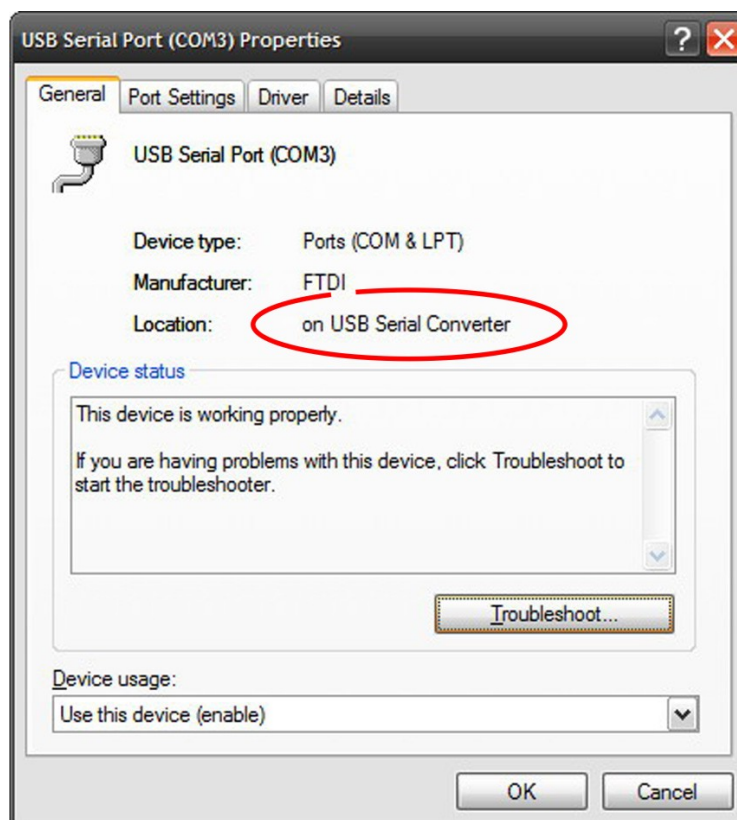 USB Serial Port (COM3) Properties
General Port Settings Driver Details
USB Serial Port (COM3)
Device type: Ports (COM & LPT)
Manufacturer: FTDI
Location: on USB Serial Converter
Device status
This device is working properly.
If you are having problems with this device, click Troubleshoot to
start the troubleshooter.
Troubleshoot...
Device usage:
Use this device (enable)
OK Cancel